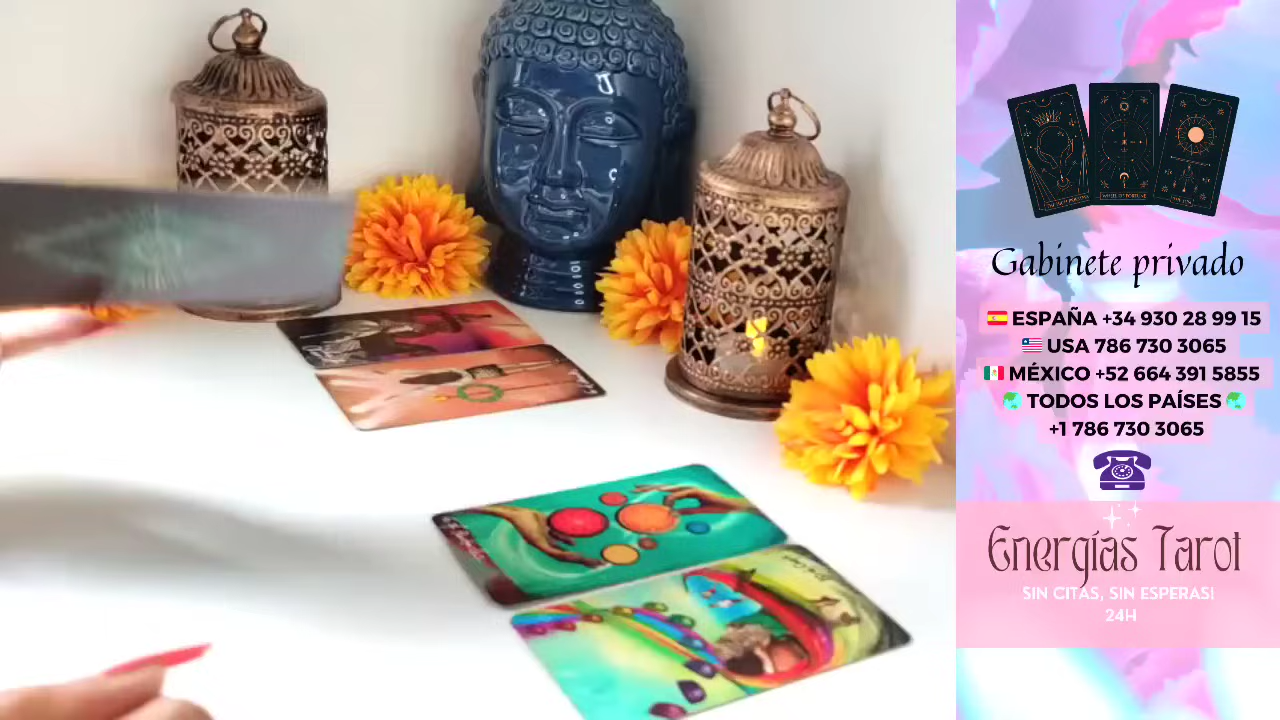 Gabinete privado
ESPAÑA +34 930 28 99 15
USA 786 730 3065
MÉXICO +52 664 391 5855
TODOS LOS PAÍSES
+1 786 730 3065
Energías Tarot
SIN CITAS, SIN ESPERAS!
24H